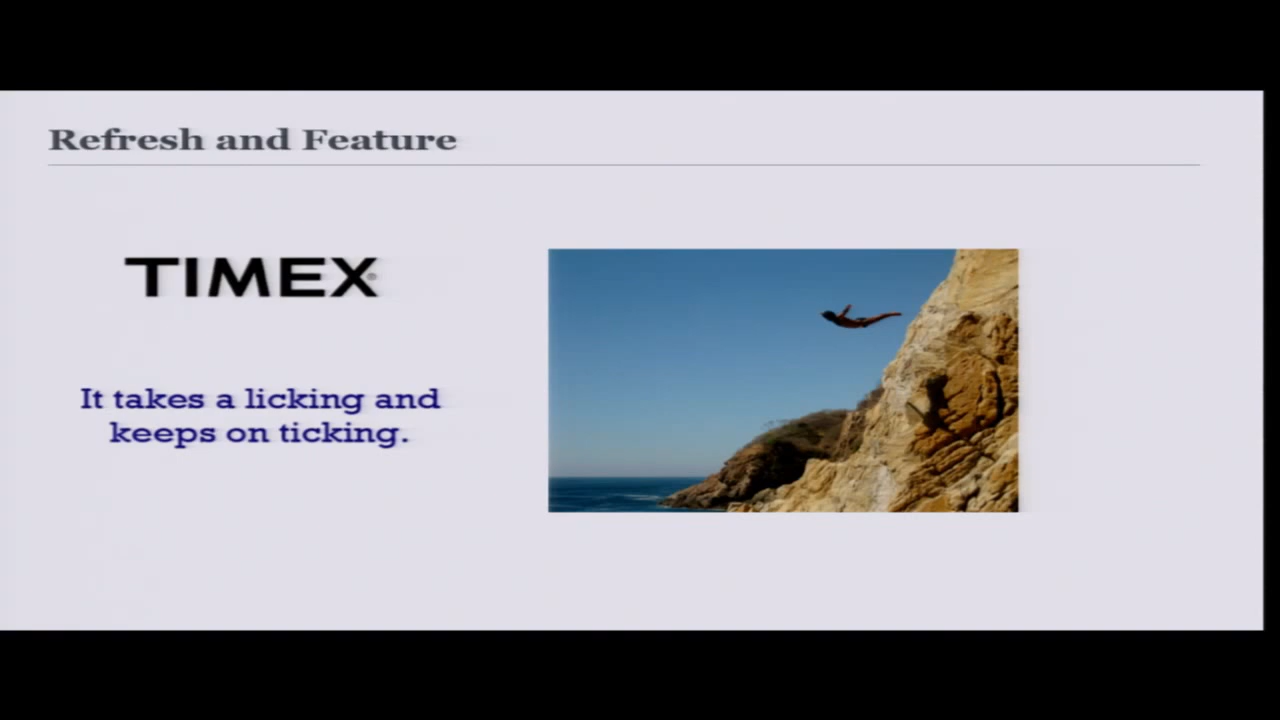 Refresh and Feature
TIMEX®
It takes a licking and
keeps on ticking.